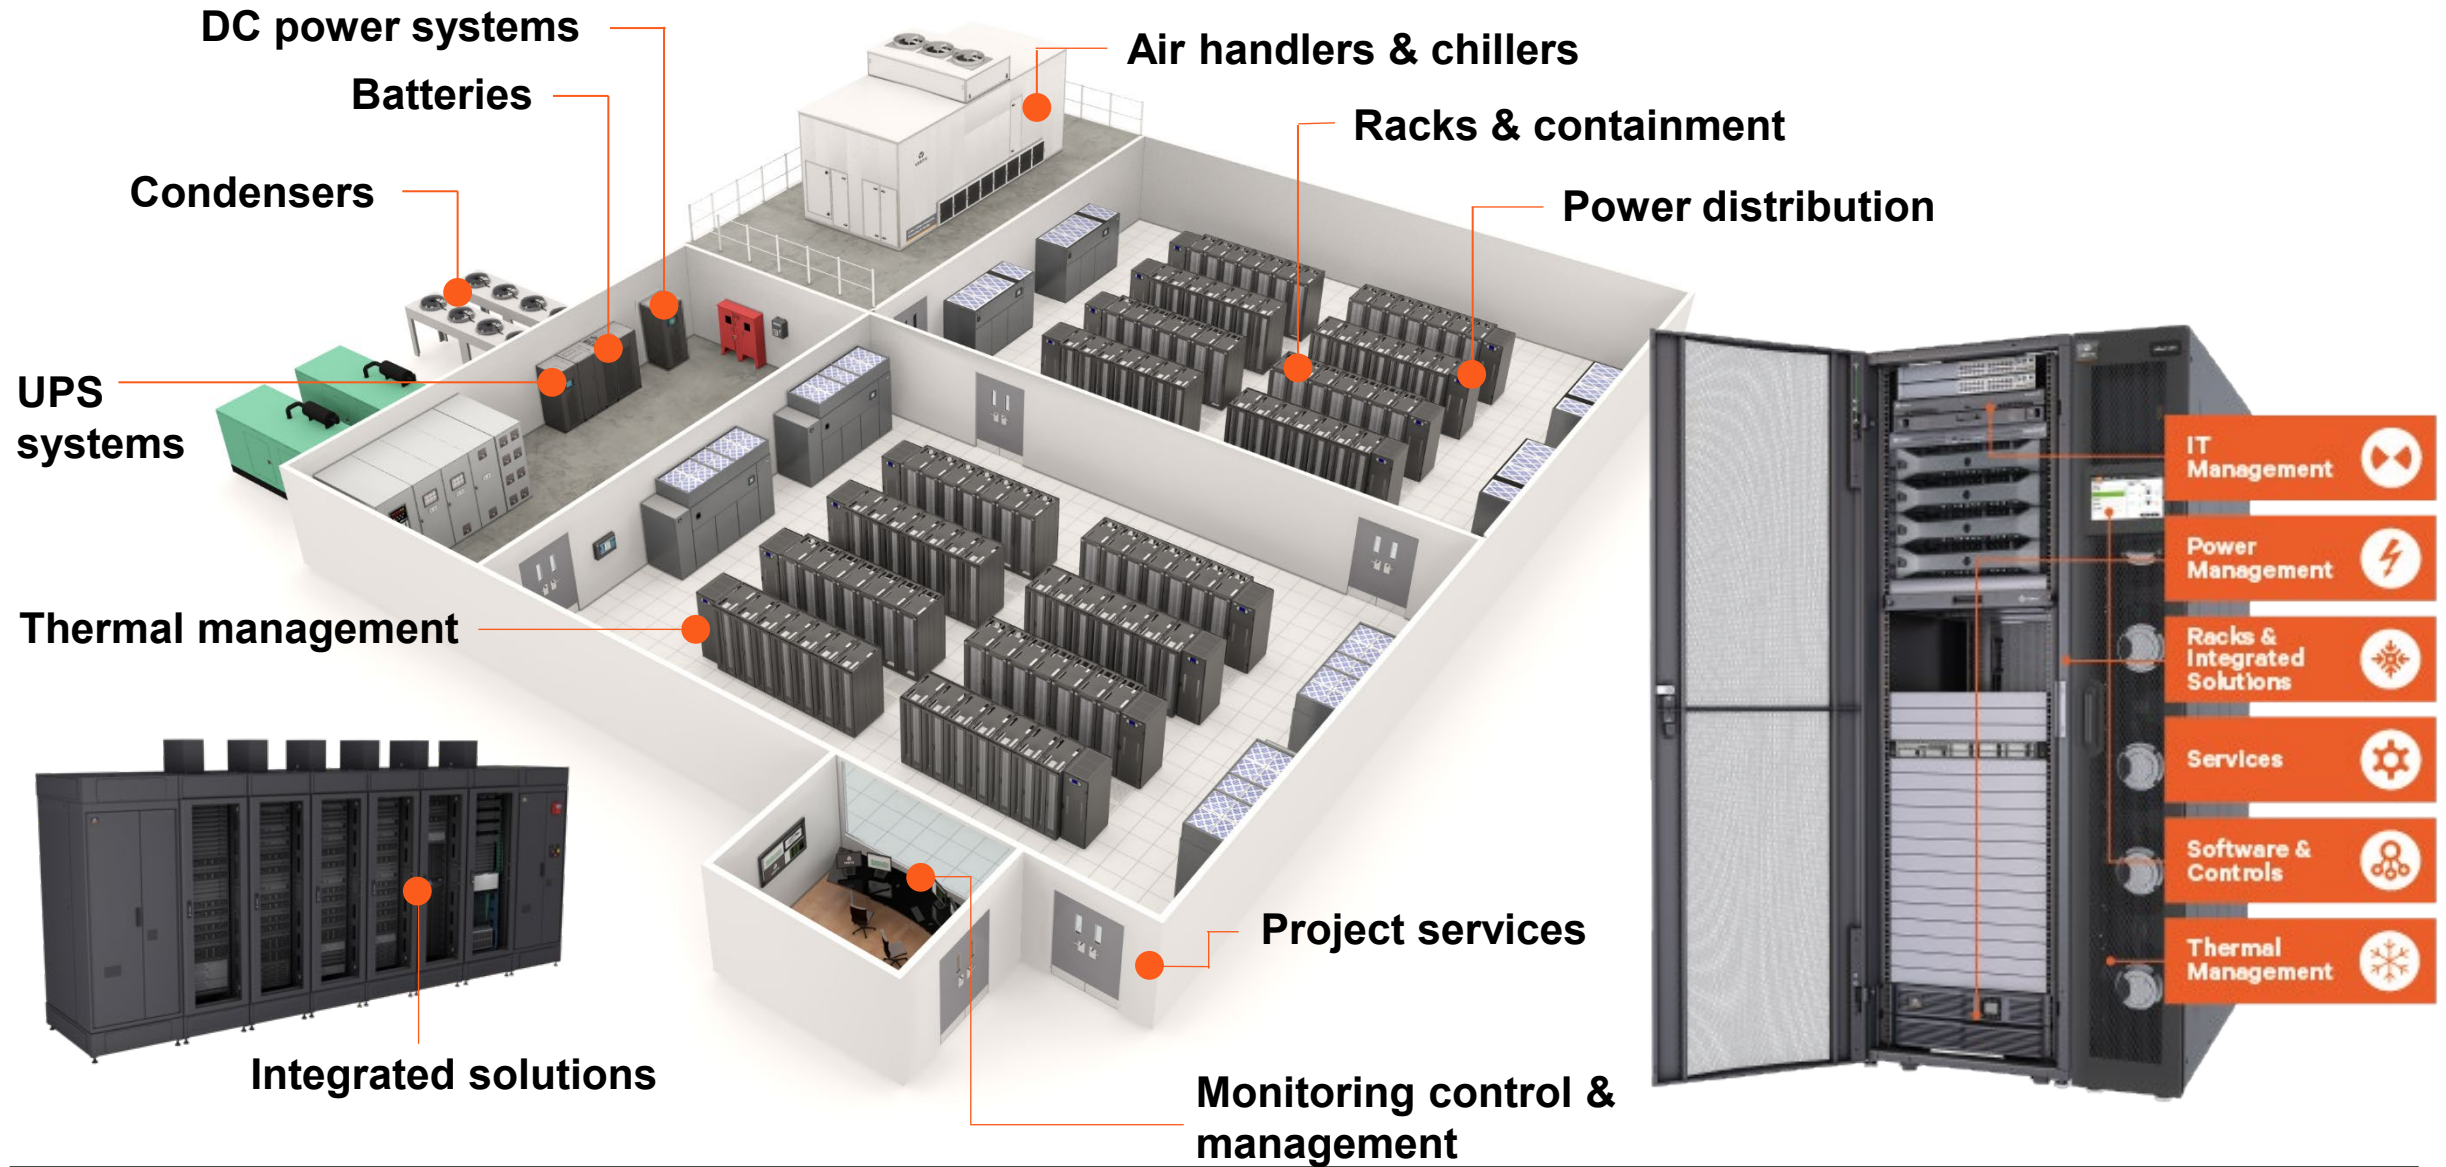 DC power systems
Batteries
Condensers
UPS
systems
Thermal management
Integrated solutions
Air handlers & chillers
Racks & containment
Power distribution
Project services
Monitoring control &
management
IT
Management
Power
Management
Racks &
Integrated
Solutions
Services
Software &
Controls
Thermal
Management